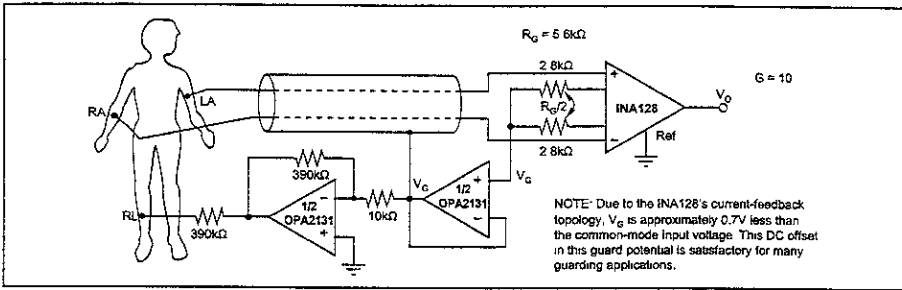 R_G = 5 6kΩ
2 8kΩ
G = 10
LA
RA
R_G/2
+
INA128
−
V_O
Ref
2 8kΩ
390kΩ
V_G
V_G
+
1/2
OPA2131
−
RL
390kΩ
−
1/2
OPA2131
+
10kΩ
NOTE· Due to the INA128's current-feedback
topology, V_G is approximately 0.7V less than
the common-mode input voltage. This DC offset
in this guard potential is satisfactory for many
guarding applications.